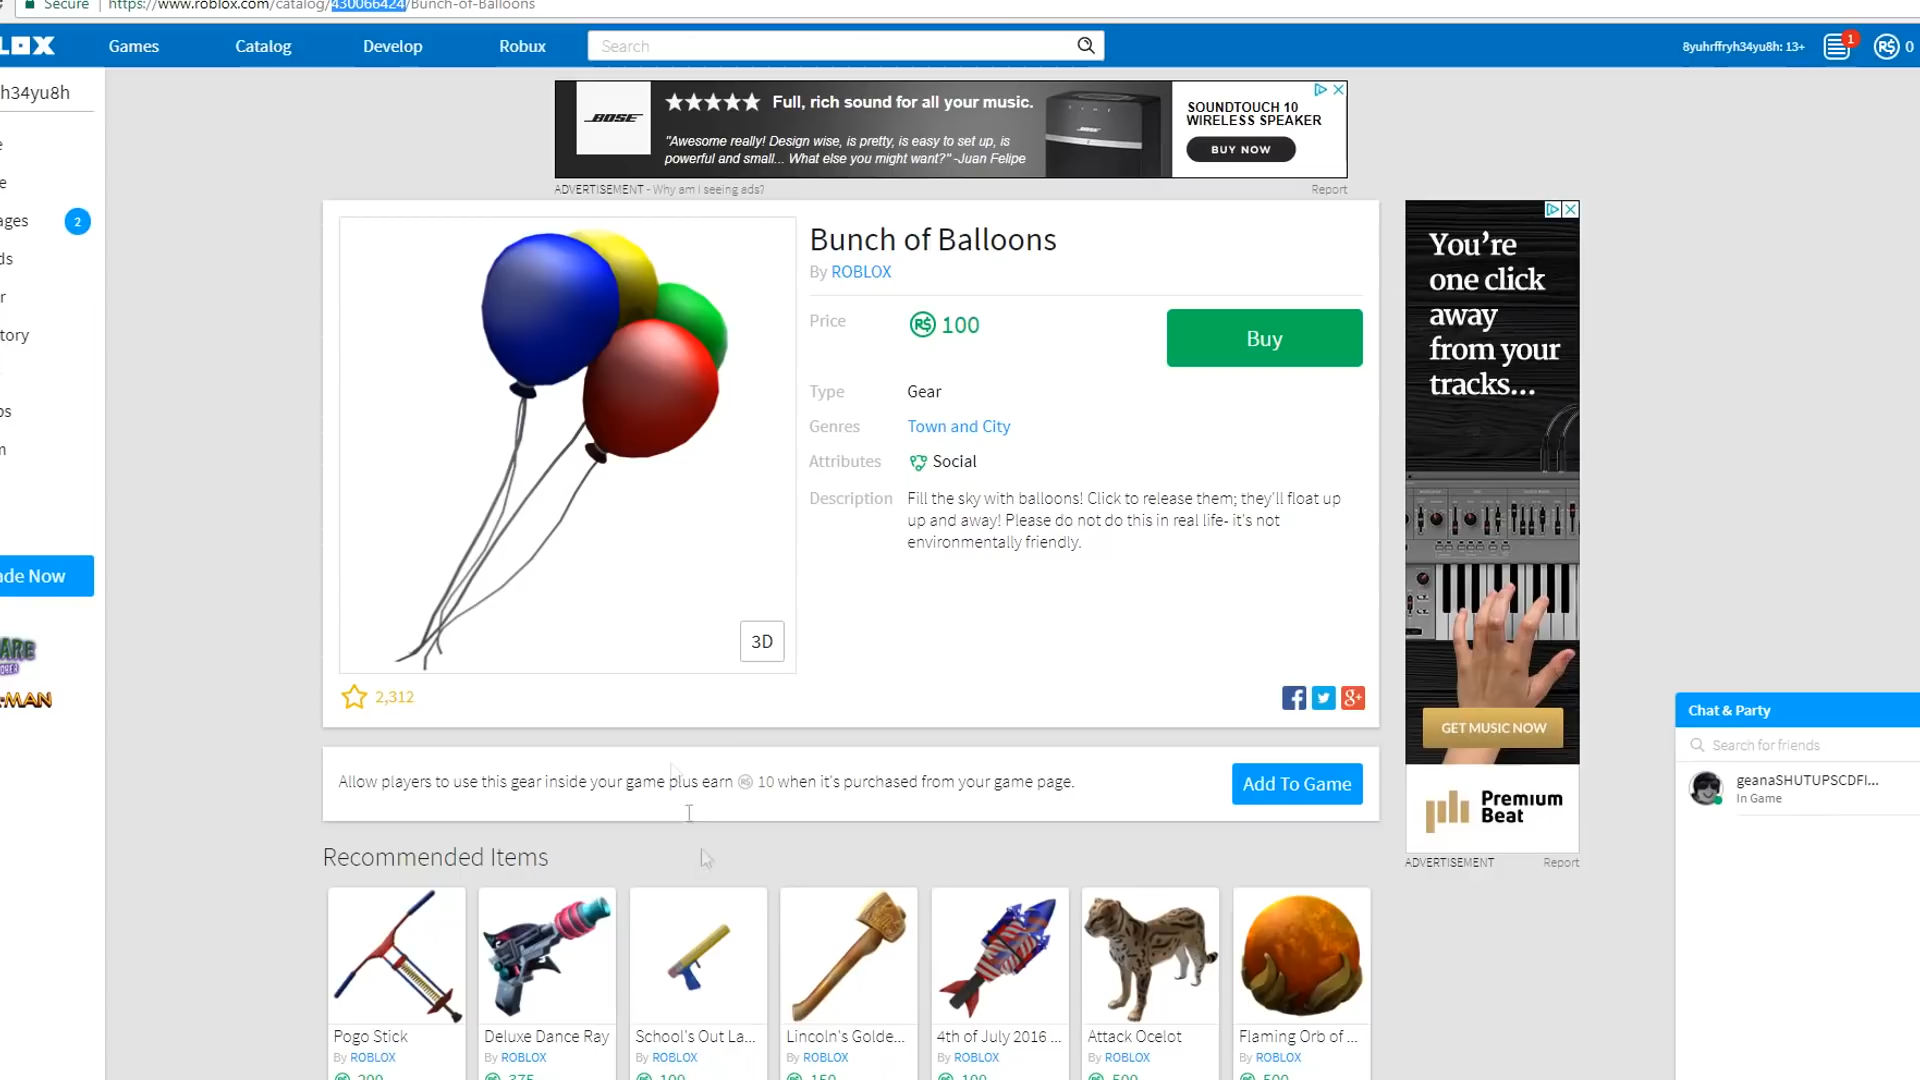 Secure https://www.roblox.com/catalog/430066424/Bunch-of-Balloons
Games Catalog Develop Robux Search 8yuhrffryh34yu8h: 13+ 1 R$ 0
h34yu8h
2
BOSE
Full, rich sound for all your music.
"Awesome really! Design wise, is pretty, is easy to set up, is
powerful and small... What else you might want?" -Juan Felipe
SOUNDTOUCH 10
WIRELESS SPEAKER
BUY NOW
ADVERTISEMENT - Why am I seeing ads?
Report
Bunch of Balloons
By ROBLOX
Price R$ 100
Buy
Type Gear
Genres Town and City
Attributes Social
Description Fill the sky with balloons! Click to release them; they'll float up
up and away! Please do not do this in real life- it's not
environmentally friendly.
3D
2,312
Allow players to use this gear inside your game plus earn R$ 10 when it's purchased from your game page.
Add To Game
Recommended Items
Pogo Stick
By ROBLOX
Deluxe Dance Ray
By ROBLOX
375
School's Out La...
By ROBLOX
100
Lincoln's Golde...
By ROBLOX
150
4th of July 2016 ...
By ROBLOX
100
Attack Ocelot
By ROBLOX
500
Flaming Orb of ...
By ROBLOX
500
You're
one click
away
from your
tracks...
GET MUSIC NOW
Premium
Beat
ADVERTISEMENT
Report
Chat & Party
Search for friends
geanaSHUTUPSCDFI...
In Game